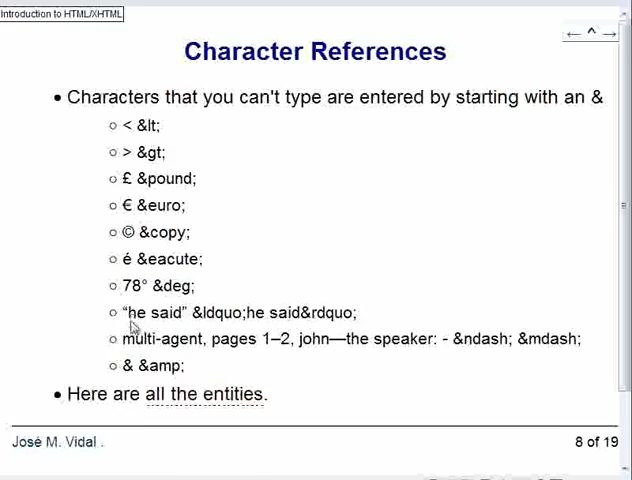 Introduction to HTML/XHTML
← ^ →
Character References
• Characters that you can't type are entered by starting with an &
○ < &lt;
○ > &gt;
○ £ &pound;
○ € &euro;
○ © &copy;
○ é &eacute;
○ 78° &deg;
○ “he said” &ldquo;he said&rdquo;
○ multi-agent, pages 1–2, john—the speaker: - &ndash; &mdash;
○ & &amp;
• Here are all the entities.
José M. Vidal .
8 of 19